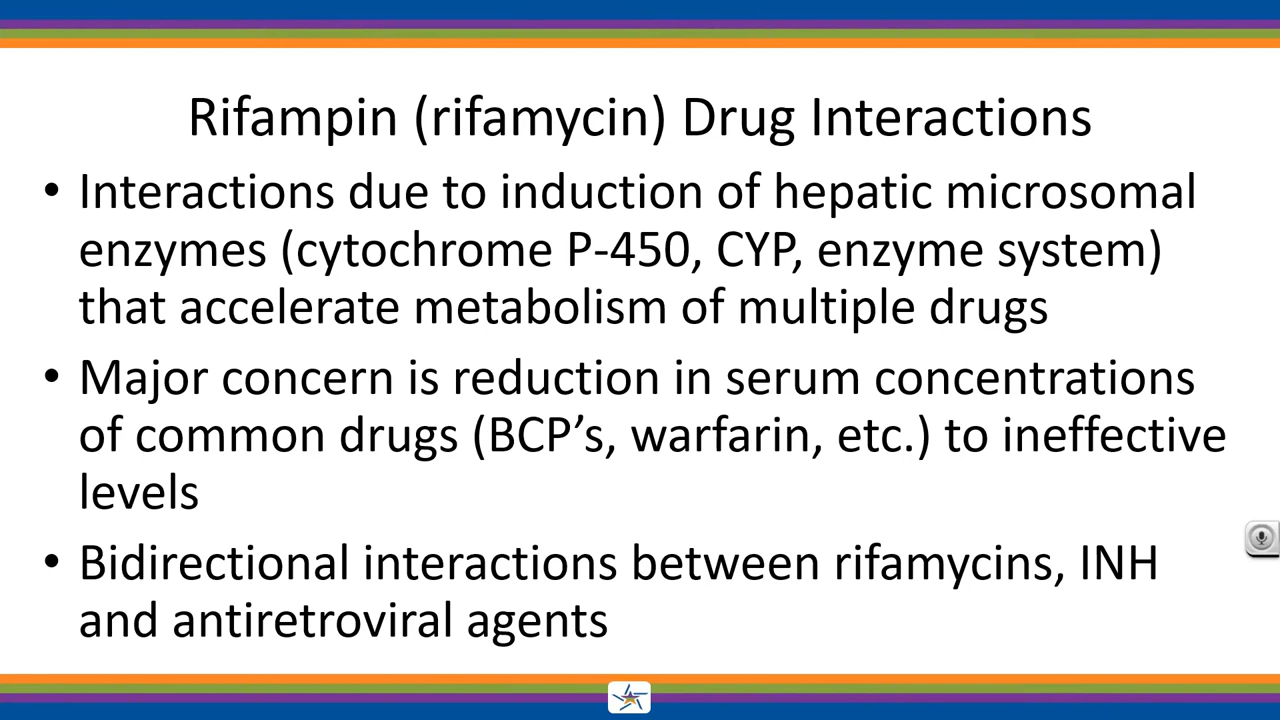 Rifampin (rifamycin) Drug Interactions
• Interactions due to induction of hepatic microsomal
enzymes (cytochrome P-450, CYP, enzyme system)
that accelerate metabolism of multiple drugs
• Major concern is reduction in serum concentrations
of common drugs (BCP’s, warfarin, etc.) to ineffective
levels
• Bidirectional interactions between rifamycins, INH
and antiretroviral agents